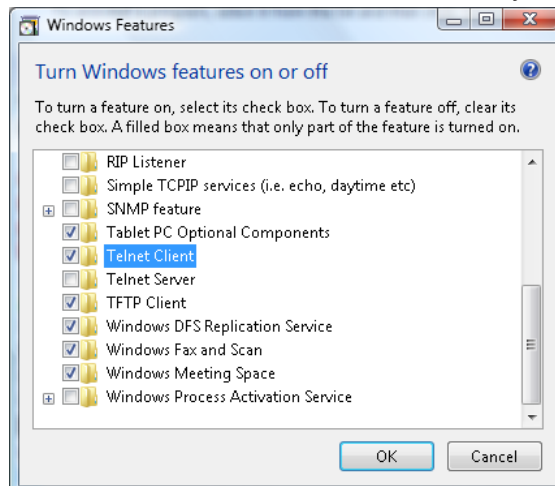 Windows Features
Turn Windows features on or off
To turn a feature on, select its check box. To turn a feature off, clear its
check box. A filled box means that only part of the feature is turned on.
RIP Listener
Simple TCPIP services (i.e. echo, daytime etc)
SNMP feature
Tablet PC Optional Components
Telnet Client
Telnet Server
TFTP Client
Windows DFS Replication Service
Windows Fax and Scan
Windows Meeting Space
Windows Process Activation Service
OK Cancel